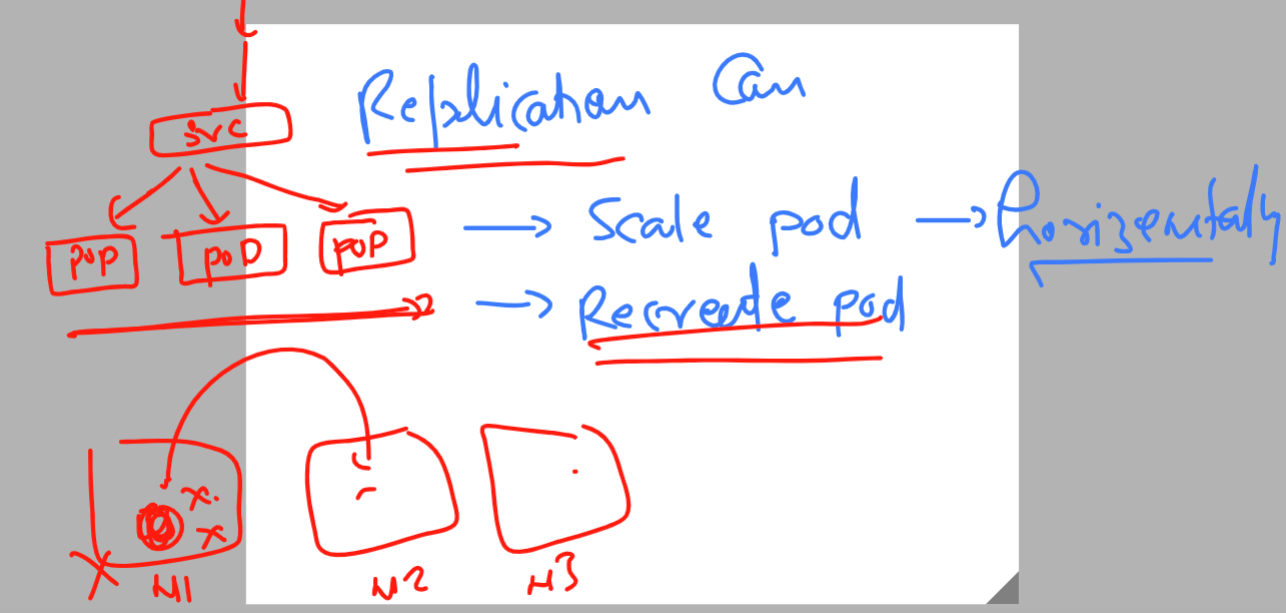 Replication Can
svc
pop poD poP
→ Scale pod → horizentally
→ Recreate pod
x.
x
N1 N2 N3